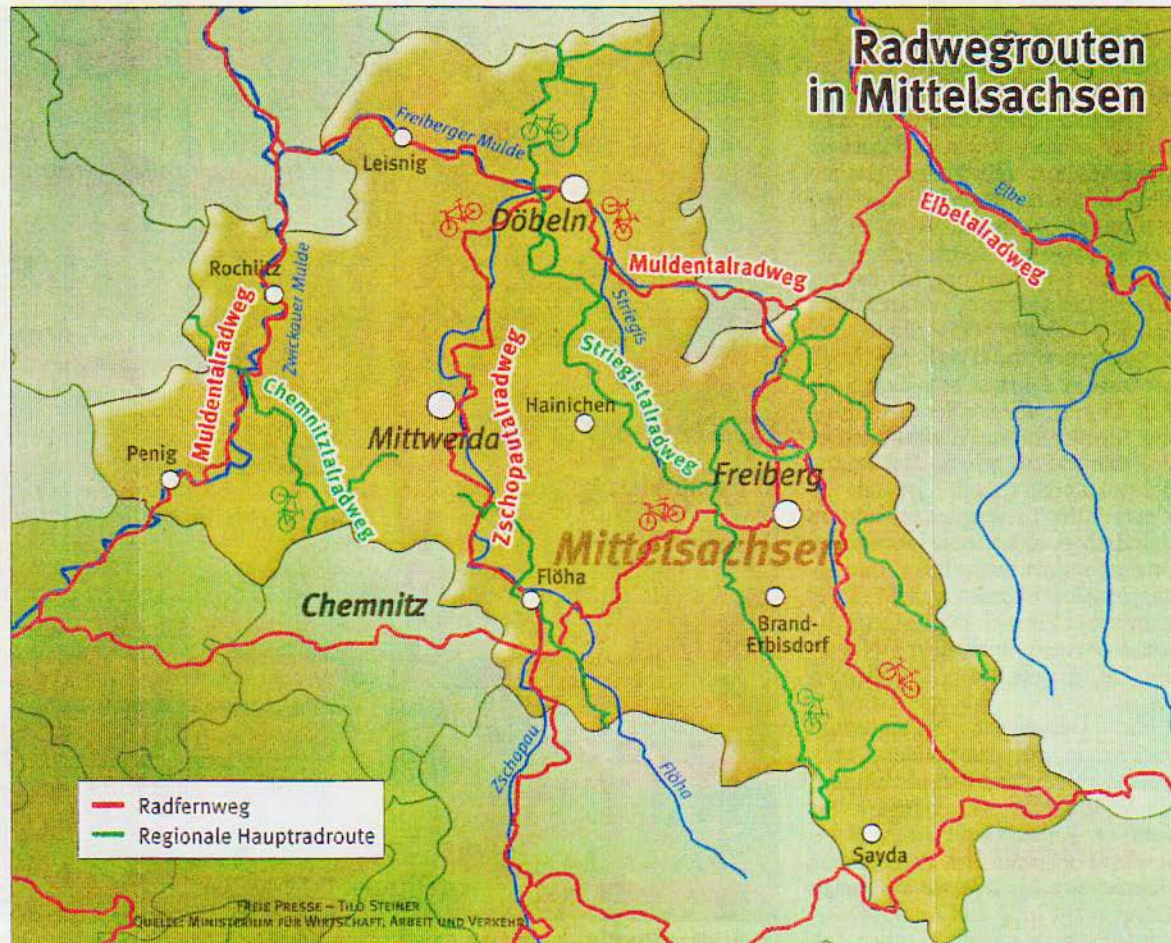 Radwegrouten
in Mittelsachsen
Freiberger Mulde
Leisnig
Döbeln
Elbe
Elbetalradweg
Muldentalradweg
Rochlitz
Zwickauer Mulde
Striegis
Muldentalradweg
Chemnitztalradweg
Zschopautalradweg
Striegistalradweg
Hainichen
Mittweida
Penig
Freiberg
Mittelsachsen
Flöha
Chemnitz
Brand-
Erbisdorf
Zschopau
Flöha
Sayda
Radfernweg
Regionale Hauptradroute
FREIE PRESSE – TILO STEINER
QUELLE: MINISTERIUM FÜR WIRTSCHAFT, ARBEIT UND VERKEHR